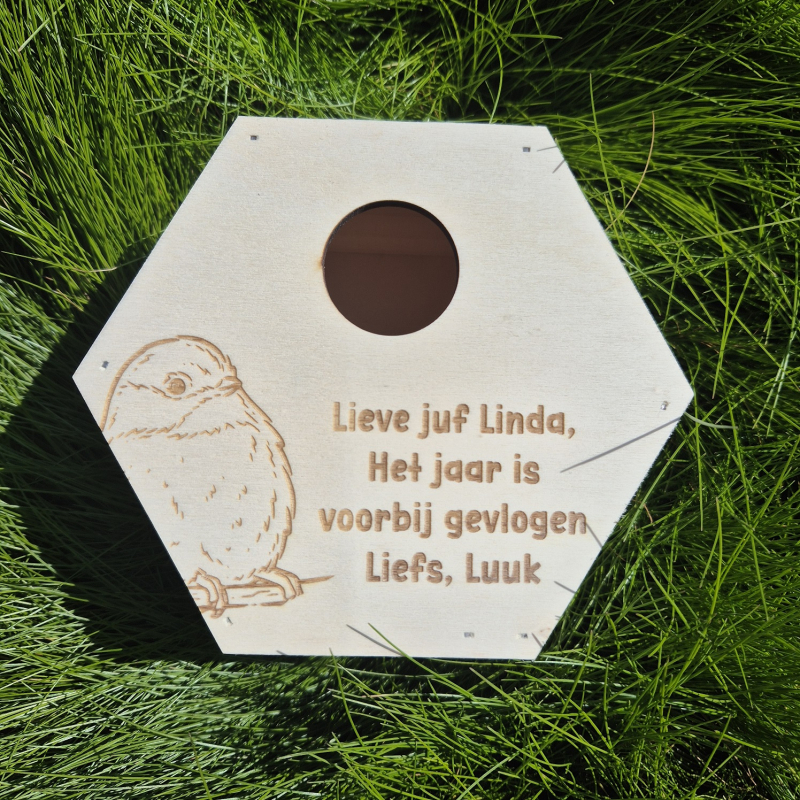 Lieve juf Linda,
Het jaar is
voorbij gevlogen
Liefs, Luuk